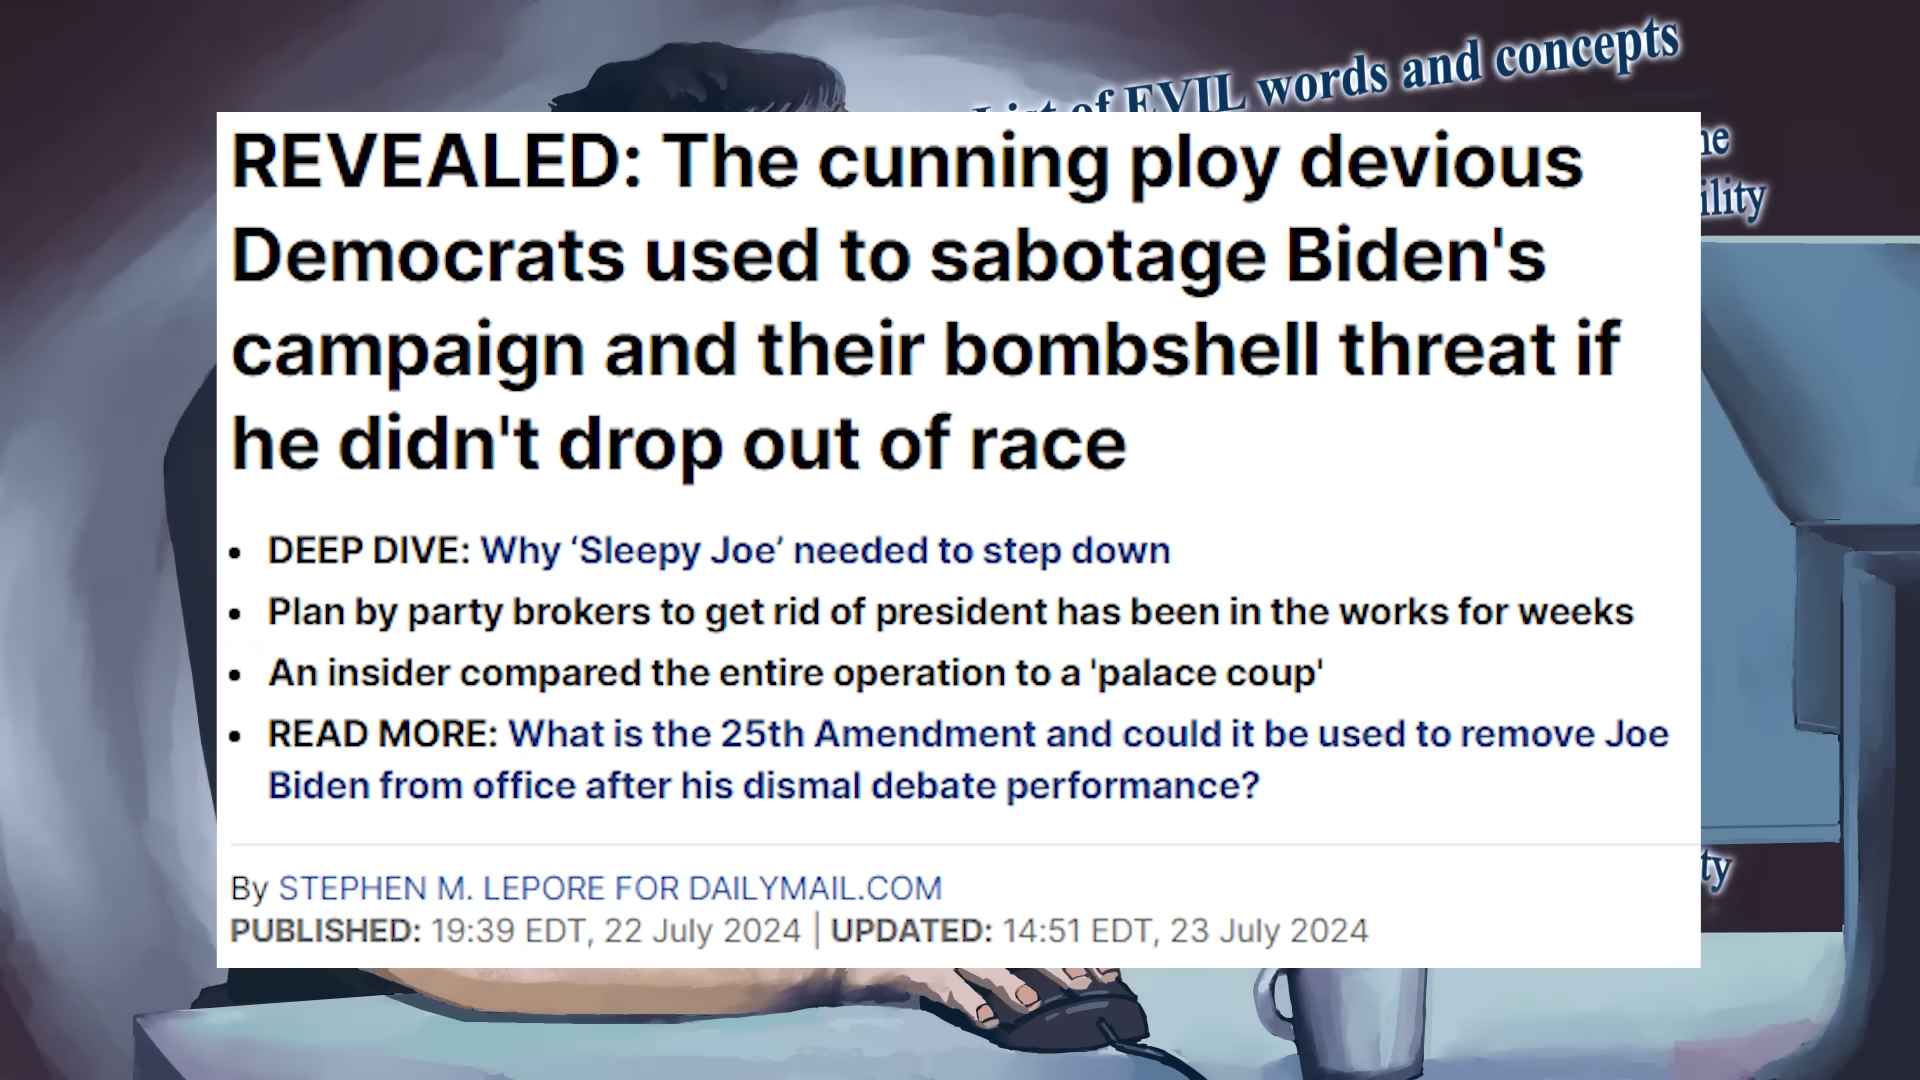 List of EVIL words and concepts
REVEALED: The cunning ploy devious
Democrats used to sabotage Biden's
campaign and their bombshell threat if
he didn't drop out of race
• DEEP DIVE: Why ‘Sleepy Joe’ needed to step down
• Plan by party brokers to get rid of president has been in the works for weeks
• An insider compared the entire operation to a 'palace coup'
• READ MORE: What is the 25th Amendment and could it be used to remove Joe
Biden from office after his dismal debate performance?
By STEPHEN M. LEPORE FOR DAILYMAIL.COM
PUBLISHED: 19:39 EDT, 22 July 2024 | UPDATED: 14:51 EDT, 23 July 2024